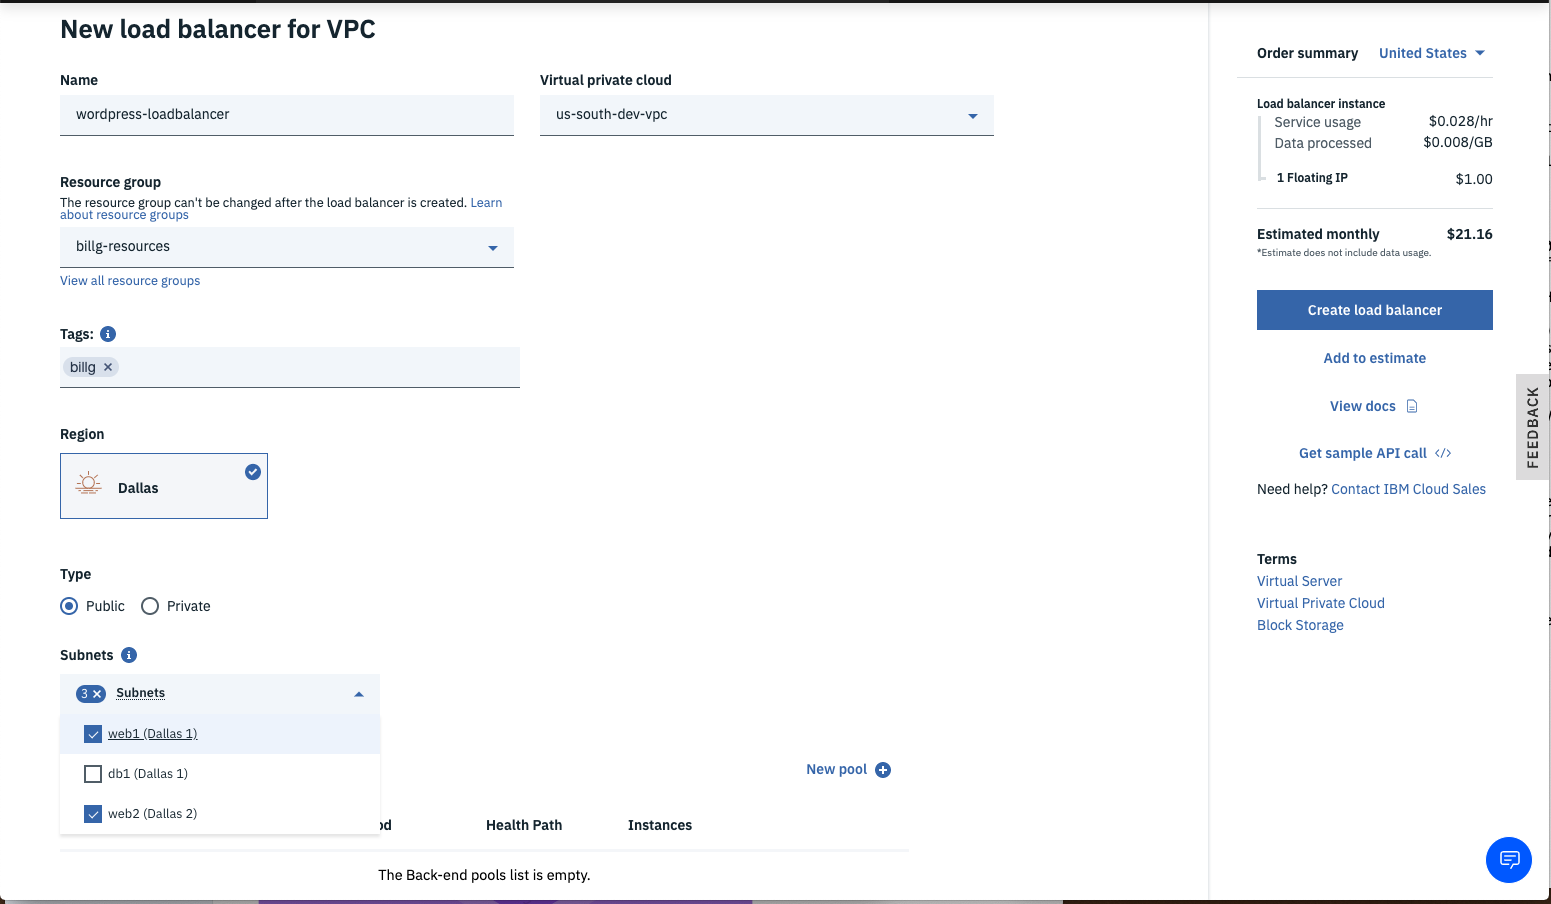 New load balancer for VPC
Name
wordpress-loadbalancer
Virtual private cloud
us-south-dev-vpc
Resource group
The resource group can't be changed after the load balancer is created. Learn
about resource groups
billg-resources
View all resource groups
Tags:
billg
Region
Dallas
Type
Public
Private
Subnets
3 Subnets
web1 (Dallas 1)
db1 (Dallas 1)
web2 (Dallas 2)
New pool
Health Path
Instances
The Back-end pools list is empty.
Order summary
United States
Load balancer instance
Service usage $0.028/hr
Data processed $0.008/GB
1 Floating IP $1.00
Estimated monthly $21.16
*Estimate does not include data usage.
Create load balancer
Add to estimate
View docs
Get sample API call </>
Need help? Contact IBM Cloud Sales
Terms
Virtual Server
Virtual Private Cloud
Block Storage
FEEDBACK